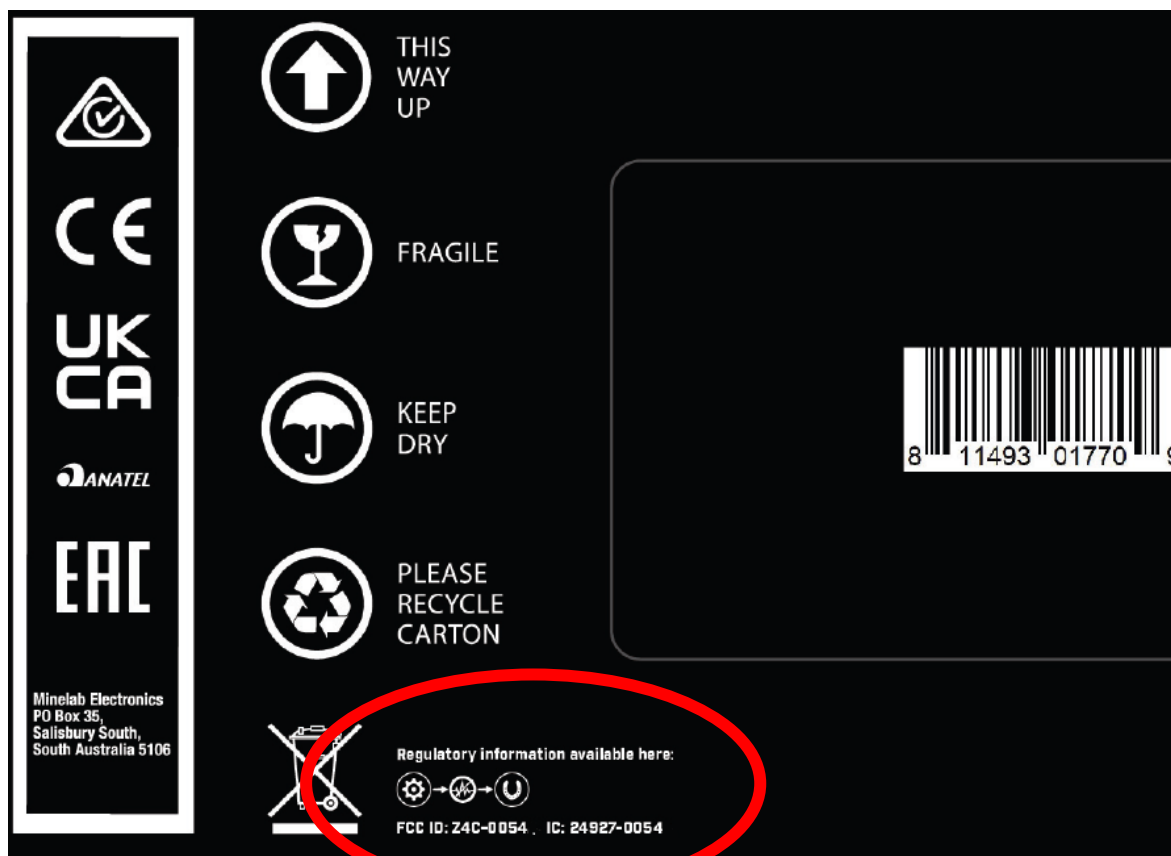 CE
UK
CA
ANATEL
EAC
Minelab Electronics
PO Box 35,
Salisbury South,
South Australia 5106
THIS
WAY
UP
FRAGILE
KEEP
DRY
PLEASE
RECYCLE
CARTON
Regulatory information available here:
FCC ID: Z4C-0054 , IC: 24927-0054
8 11493 01770